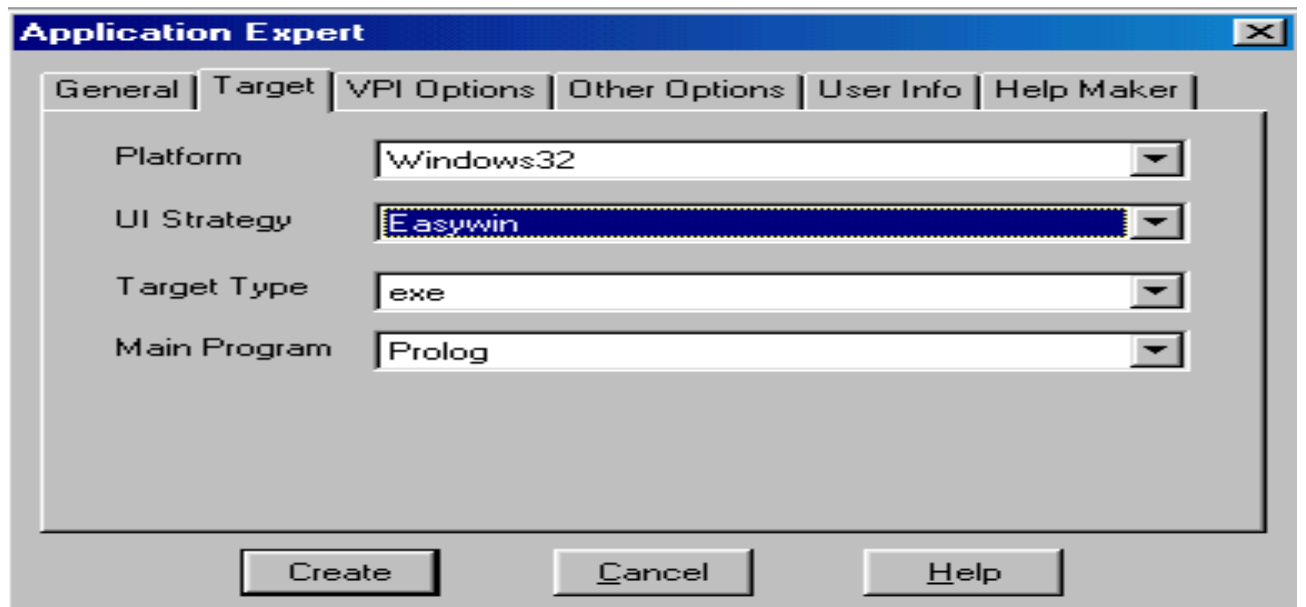 Application Expert
General Target VPI Options Other Options User Info Help Maker
Platform Windows32
UI Strategy Easywin
Target Type exe
Main Program Prolog
Create Cancel Help